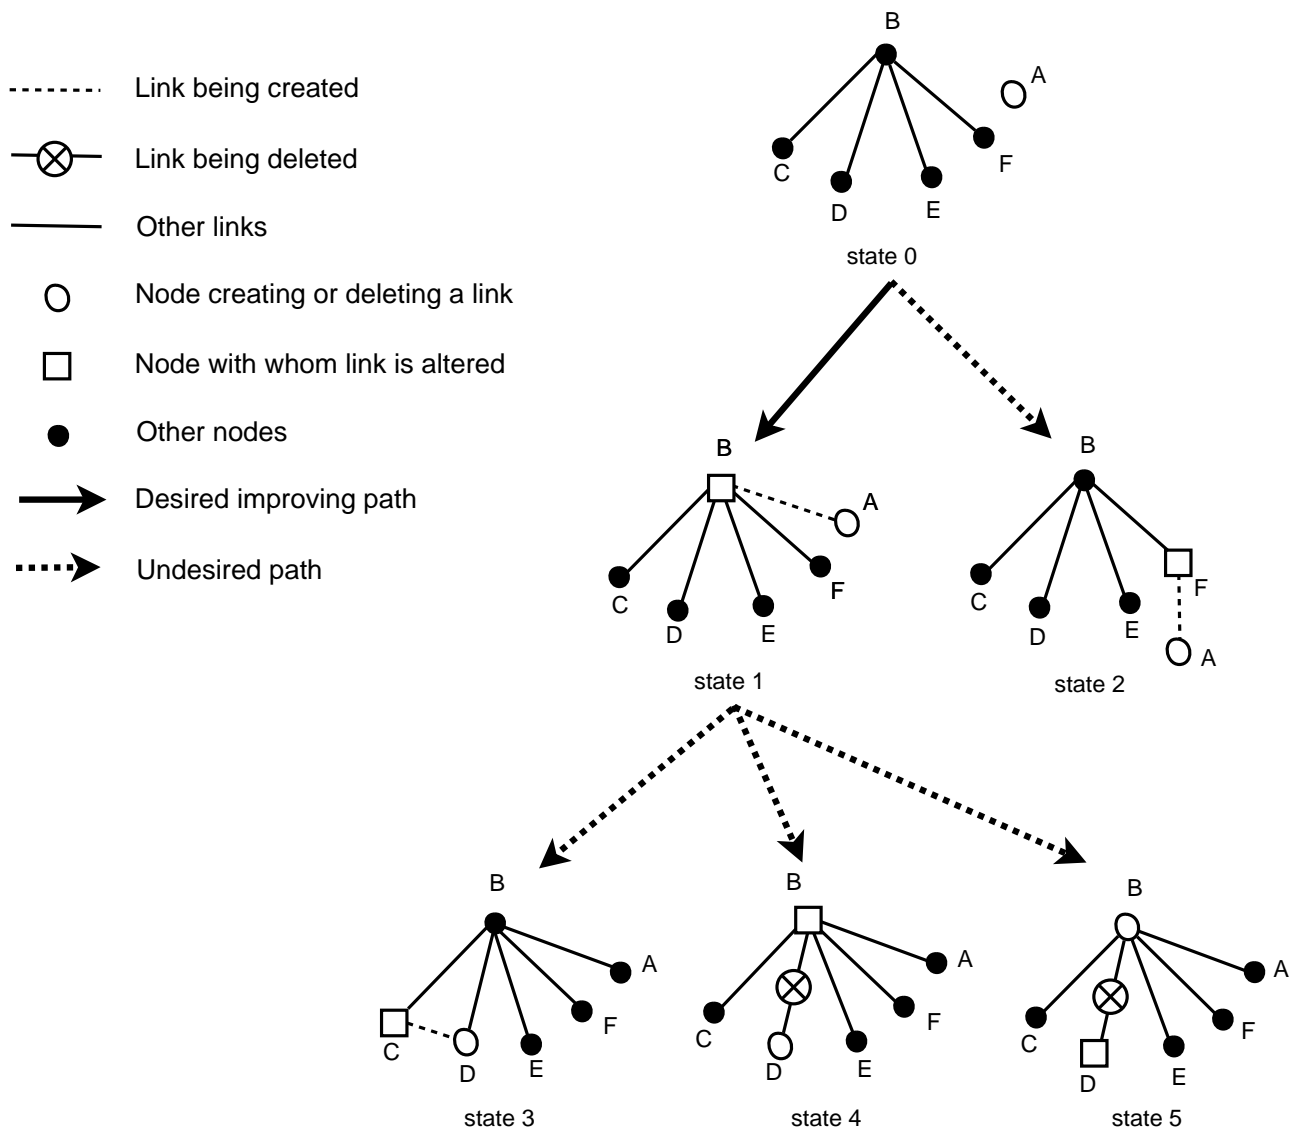 Link being created
Link being deleted
Other links
Node creating or deleting a link
Node with whom link is altered
Other nodes
Desired improving path
Undesired path
B
A
C
F
D
E
state 0
B
A
C
F
D
E
state 1
B
C
F
D
E
A
state 2
B
A
F
C
D
E
state 3
B
A
F
C
D
E
state 4
B
A
F
C
D
E
state 5